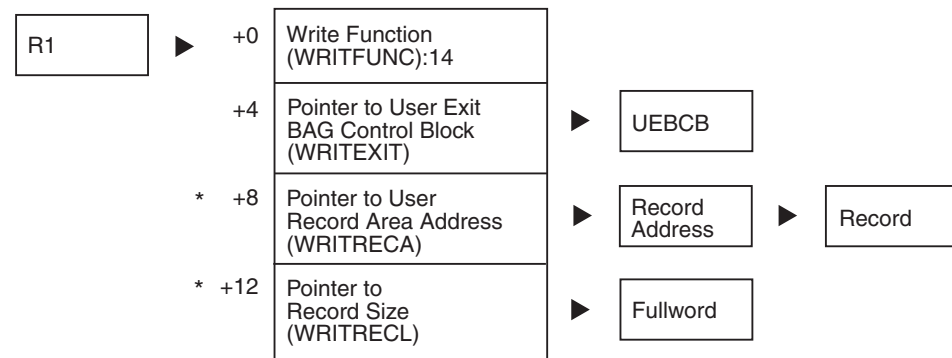 R1
+0 Write Function
(WRITFUNC):14
+4 Pointer to User Exit
BAG Control Block
(WRITEXIT)
UEBCB
* +8 Pointer to User
Record Area Address
(WRITRECA)
Record
Address
Record
* +12 Pointer to
Record Size
(WRITRECL)
Fullword